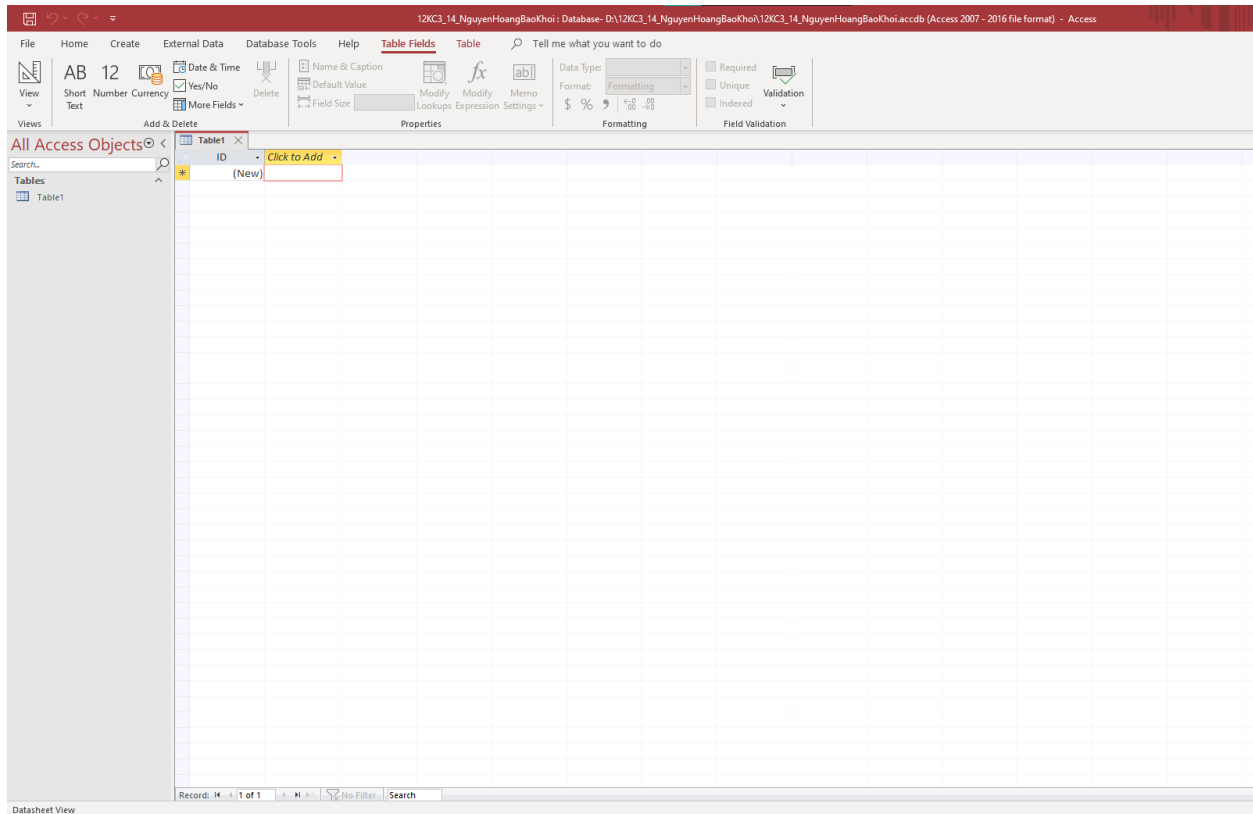 12KC3_14_NguyenHoangBaoKhoi : Database- D:\12KC3_14_NguyenHoangBaoKhoi\12KC3_14_NguyenHoangBaoKhoi.accdb (Access 2007 - 2016 file format) - Access
File Home Create External Data Database Tools Help Table Fields Table Tell me what you want to do
View
AB Short Text
12 Number
Currency
Date & Time
Yes/No
More Fields
Delete
Name & Caption
Default Value
Field Size
Modify Lookups
fx Modify Expression
ab Memo Settings
Data Type:
Format: Formatting
$ % 
Required
Unique
Indexed
Validation
Views Add & Delete Properties Formatting Field Validation
All Access Objects
Search...
Tables
Table1
Table1
ID Click to Add
* (New)
Record: 1 of 1 No Filter Search
Datasheet View